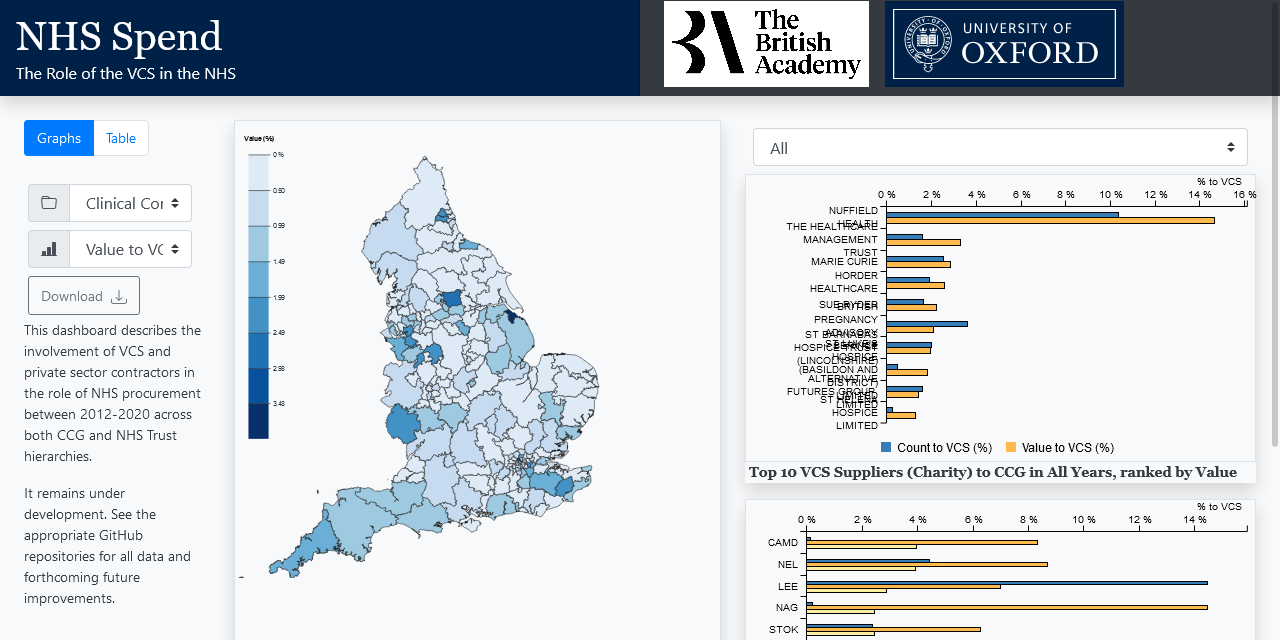 NHS Spend
The Role of the VCS in the NHS
The
British
Academy
UNIVERSITY OF
OXFORD
Graphs
Table
Clinical Cor
Value to VC
Download
This dashboard describes the
involvement of VCS and
private sector contractors in
the role of NHS procurement
between 2012-2020 across
both CCG and NHS Trust
hierarchies.
It remains under
development. See the
appropriate GitHub
repositories for all data and
forthcoming future
improvements.
Value (%)
0 %
0.50
0.99
1.49
1.99
2.49
2.98
3.48
All
% to VCS
0 % 2 % 4 % 6 % 8 % 10 % 12 % 14 % 16 %
NUFFIELD
HEALTH
THE HEALTHCARE
MANAGEMENT
TRUST
MARIE CURIE
HORDER
HEALTHCARE
SUE RYDER
BRITISH
PREGNANCY
ADVISORY
ST BARNABAS
HOSPICE TRUST
(LINCOLNSHIRE)
HOSPICE
(BASILDON AND
DISTRICT)
ALTERNATIVE
FUTURES GROUP
LIMITED
HOSPICE
LIMITED
Count to VCS (%)
Value to VCS (%)
Top 10 VCS Suppliers (Charity) to CCG in All Years, ranked by Value
% to VCS
0 % 2 % 4 % 6 % 8 % 10 % 12 % 14 %
CAMD
NEL
LEE
NAG
STOK